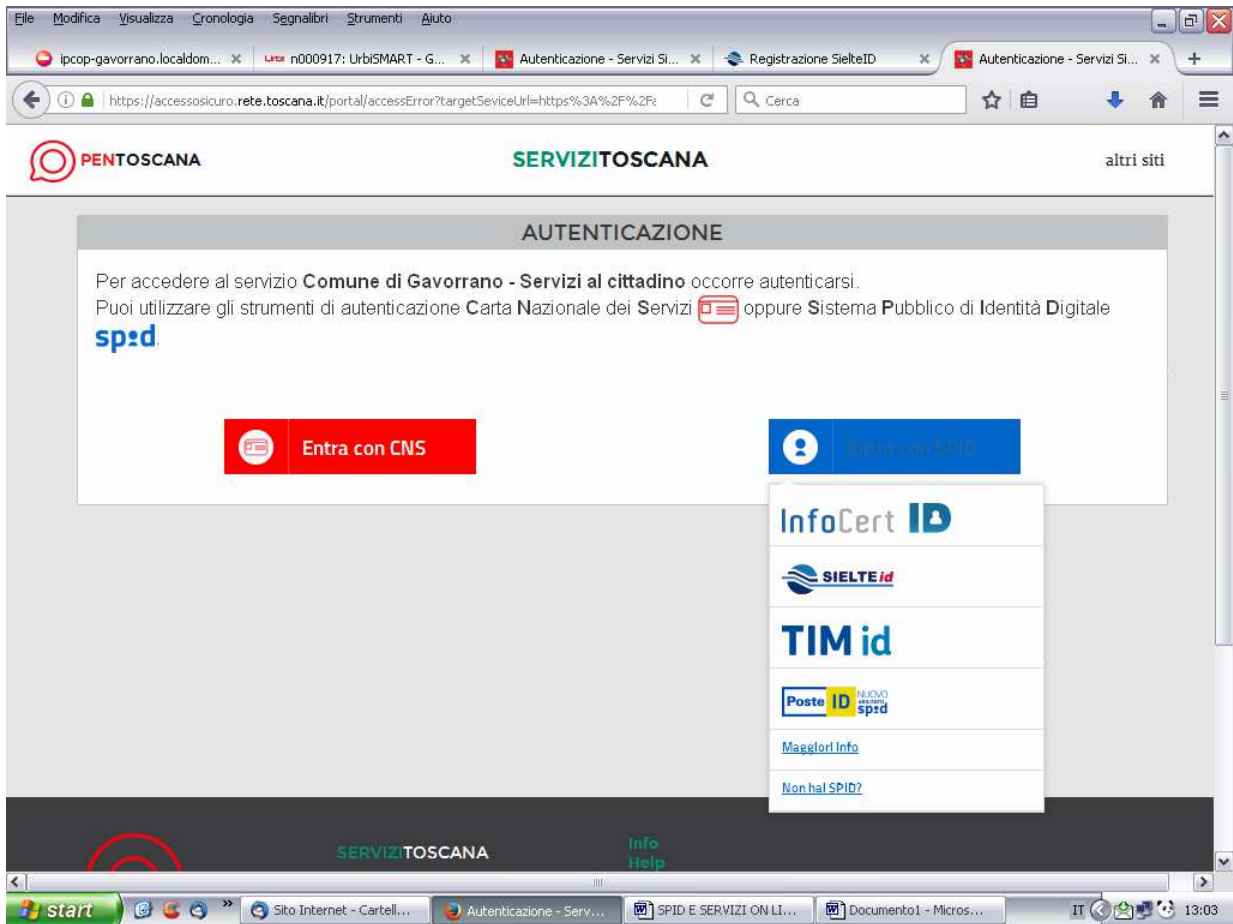 File Modifica Visualizza Cronologia Segnalibri Strumenti Aiuto
ipcop-gavorrano.localdom... n000917: UrbiSMART - G... Autenticazione - Servizi Si... Registrazione SielteID Autenticazione - Servizi Si...
https://accessosicuro.rete.toscana.it/portal/accessError?targetSeviceUrl=https%3A%2F%2Fa Cerca
PENTOSCANA SERVIZITOSCANA altri siti
AUTENTICAZIONE
Per accedere al servizio Comune di Gavorrano - Servizi al cittadino occorre autenticarsi.
Puoi utilizzare gli strumenti di autenticazione Carta Nazionale dei Servizi oppure Sistema Pubblico di Identità Digitale
spid.
Entra con CNS Entra con SPID
InfoCert ID
SIELTE id
TIM id
Poste ID NUOVO
spid
Maggiori Info
Non hai SPID?
SERVIZITOSCANA Info
Help
start Sito Internet - Cartell... Autenticazione - Serv... SPID E SERVIZI ON LI... Documento1 - Micros... IT 13:03